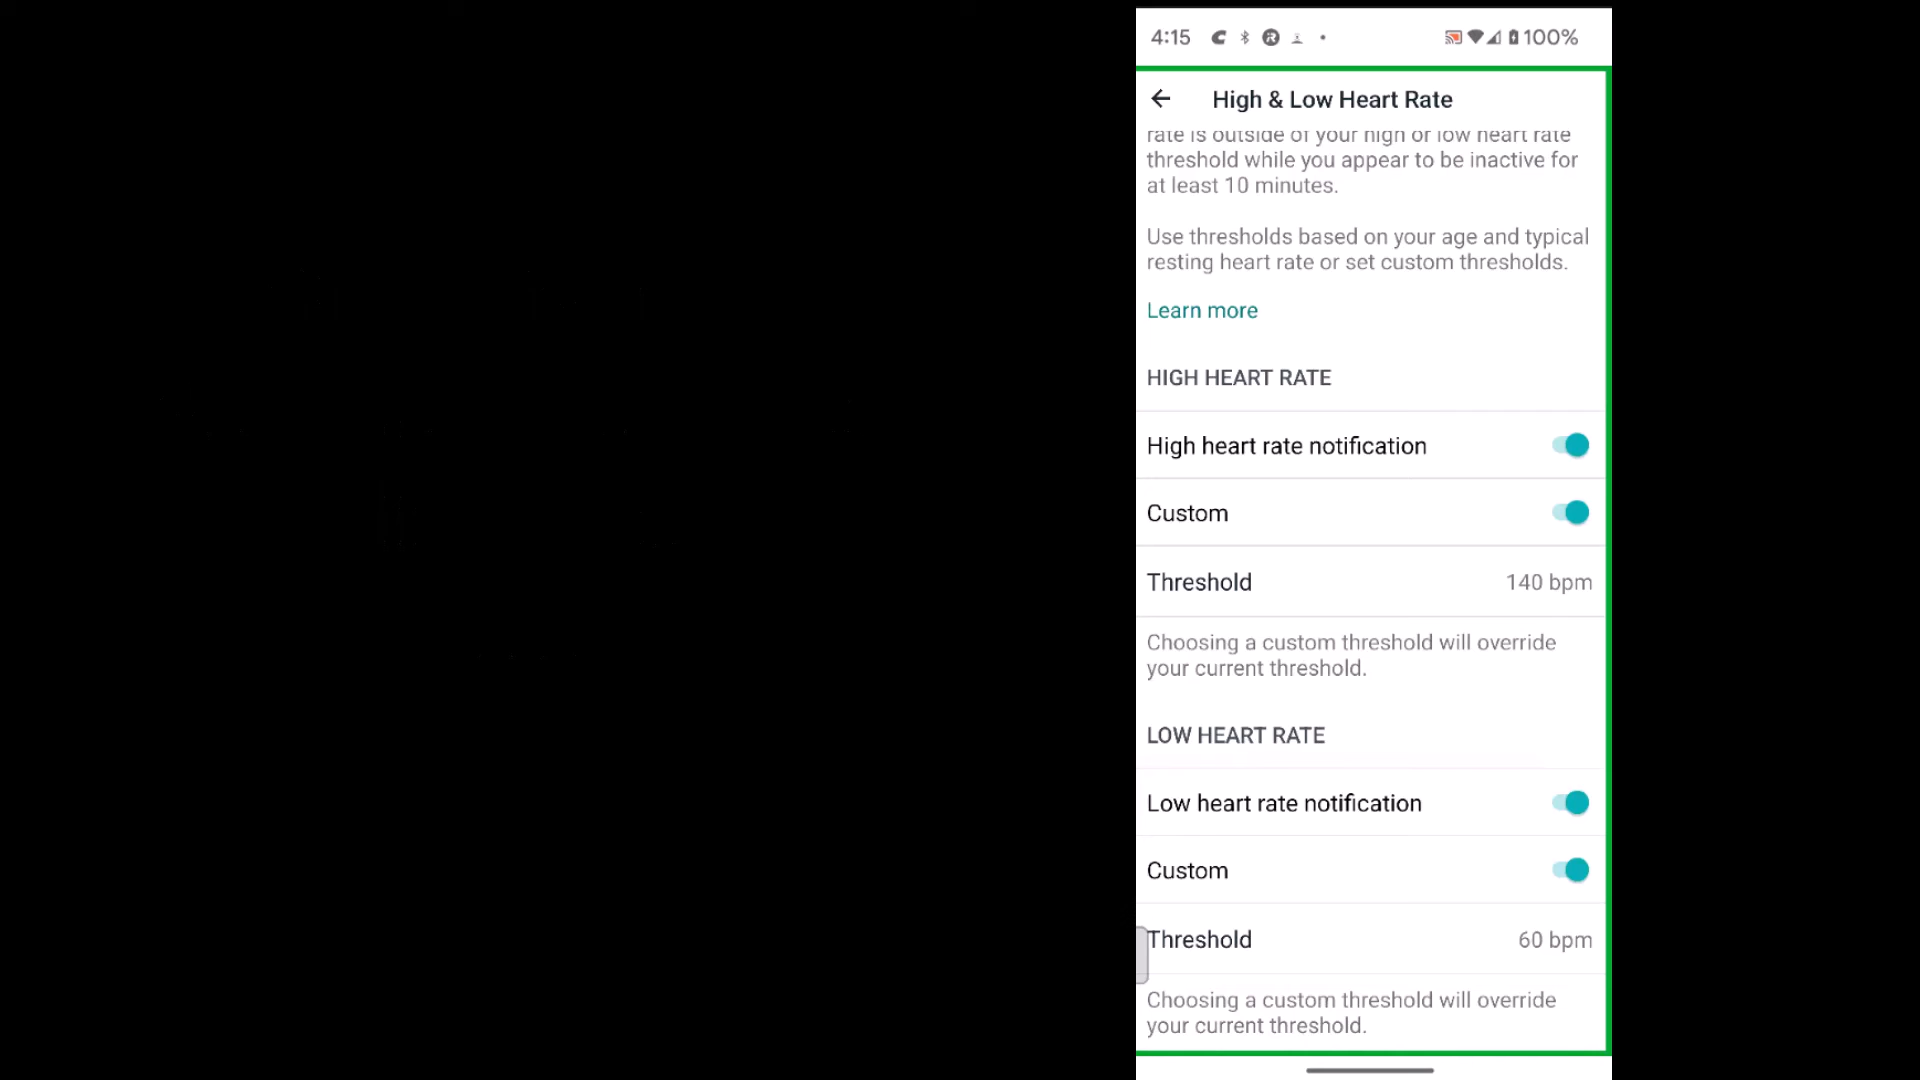 4:15
100%
High & Low Heart Rate
rate is outside of your high or low heart rate
threshold while you appear to be inactive for
at least 10 minutes.
Use thresholds based on your age and typical
resting heart rate or set custom thresholds.
Learn more
HIGH HEART RATE
High heart rate notification
Custom
Threshold 140 bpm
Choosing a custom threshold will override
your current threshold.
LOW HEART RATE
Low heart rate notification
Custom
Threshold 60 bpm
Choosing a custom threshold will override
your current threshold.